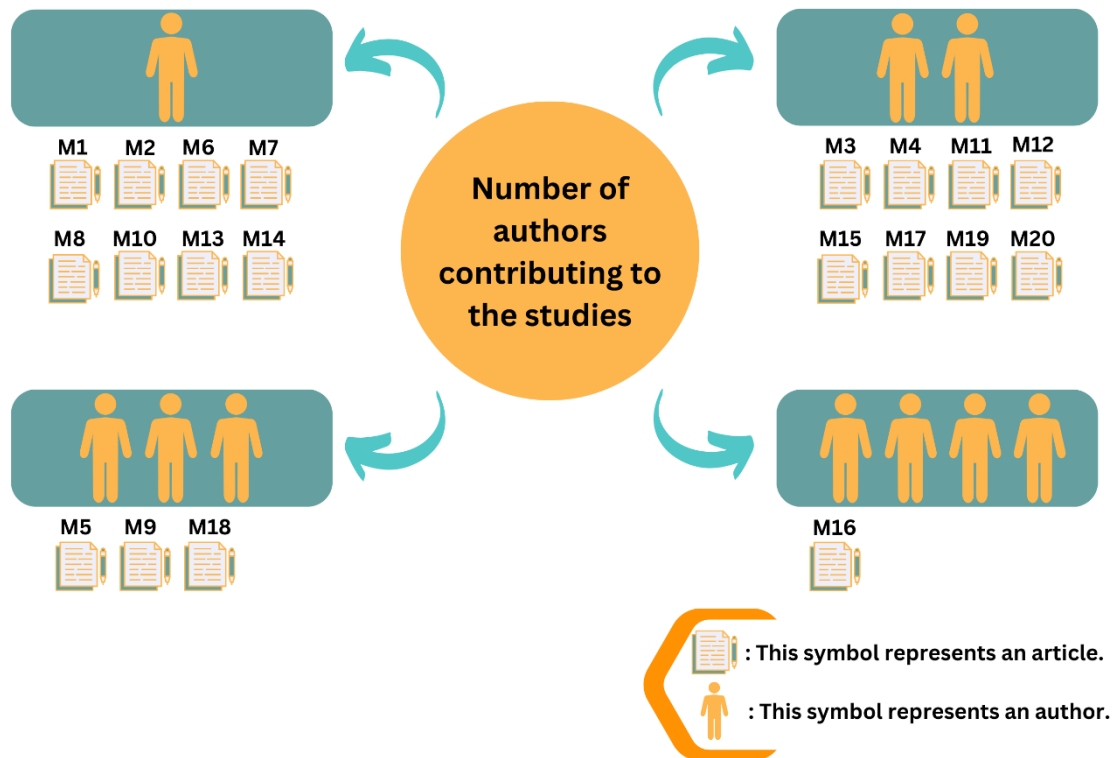 M1 M2 M6 M7
M8 M10 M13 M14
Number of
authors
contributing to
the studies
M3 M4 M11 M12
M15 M17 M19 M20
M5 M9 M18
M16
: This symbol represents an article.
: This symbol represents an author.